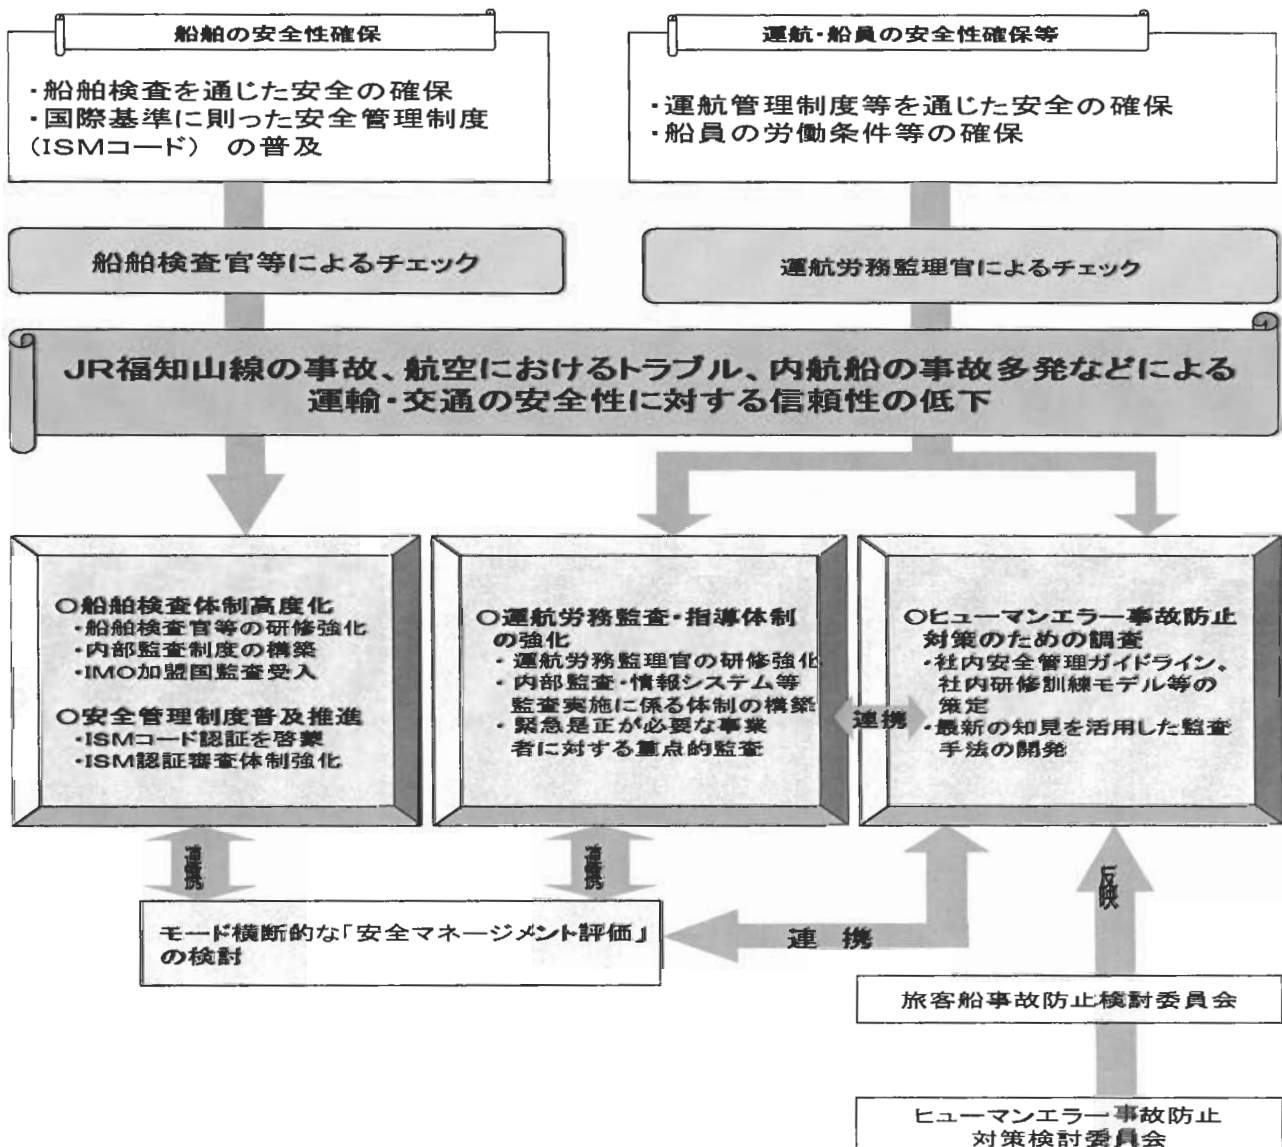 船舶の安全性確保
・船舶検査を通じた安全の確保
・国際基準に則った安全管理制度
(ISMコード) の普及
運航・船員の安全性確保等
・運航管理制度等を通じた安全の確保
・船員の労働条件等の確保
船舶検査官等によるチェック
運航労務監理官によるチェック
JR福知山線の事故、航空におけるトラブル、内航船の事故多発などによる
運輸・交通の安全性に対する信頼性の低下
○船舶検査体制高度化
・船舶検査官等の研修強化
・内部監査制度の構築
・IMO加盟国監査受入
○安全管理制度普及推進
・ISMコード認証を啓蒙
・ISM認証審査体制強化
○運航労務監査・指導体制
の強化
・運航労務監理官の研修強化
・内部監査・情報システム等
監査実施に係る体制の構築
・緊急是正が必要な事業
者に対する重点的監査
連携
○ヒューマンエラー事故防止
対策のための調査
・社内安全管理ガイドライン、
社内研修訓練モデル等の
策定
・最新の知見を活用した監査
手法の開発
連携
連携
反映
モード横断的な「安全マネージメント評価」
の検討
連 携
旅客船事故防止検討委員会
ヒューマンエラー事故防止
対策検討委員会